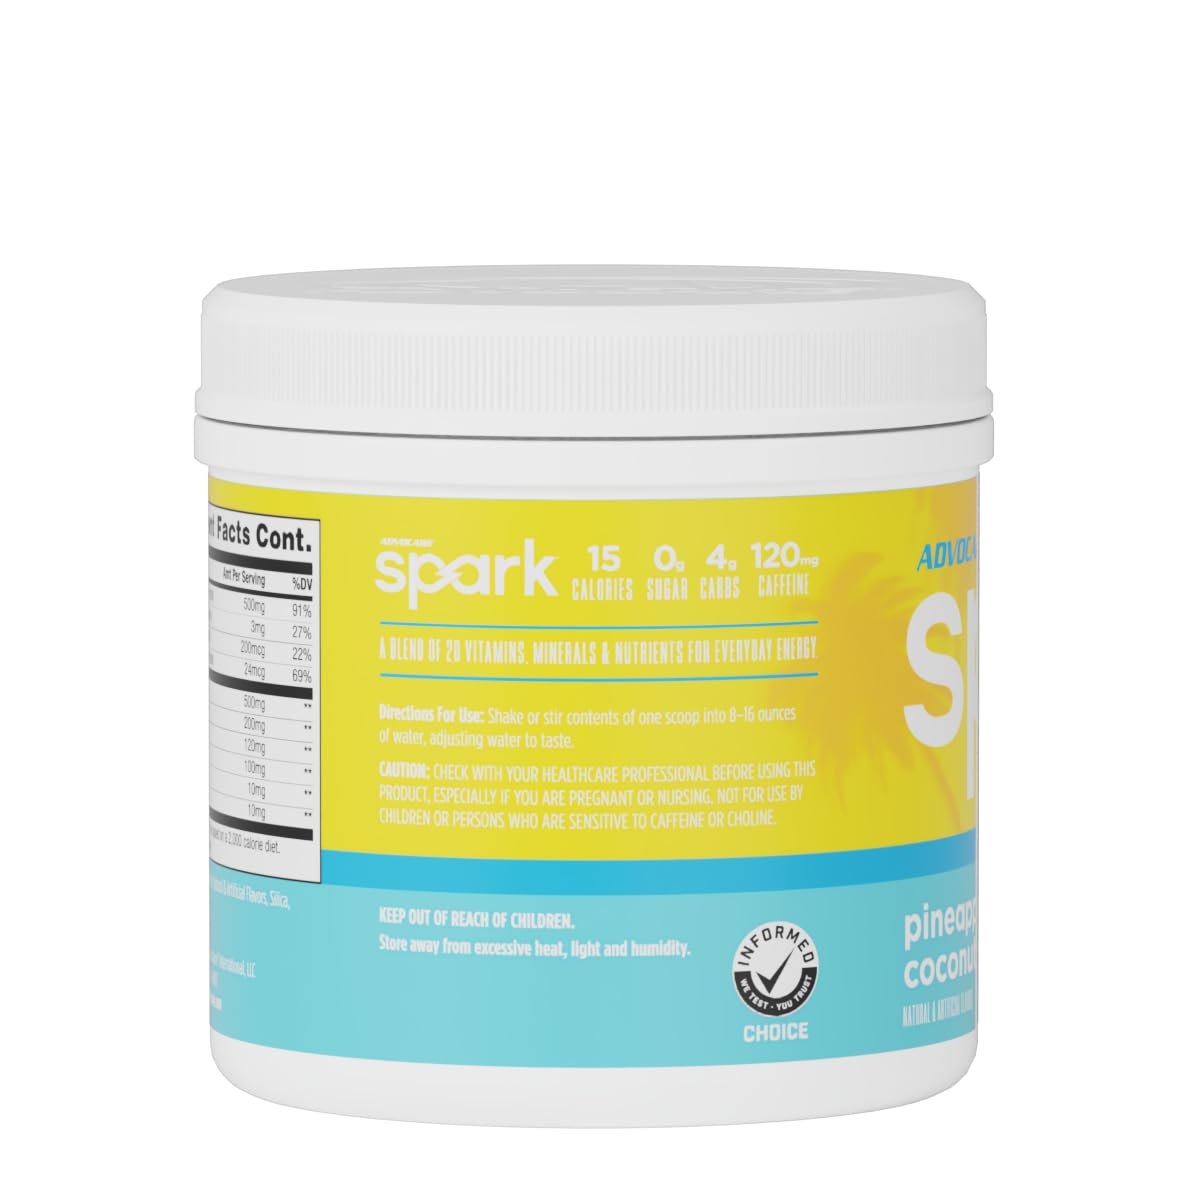 Facts Cont.
Amt Per Serving %DV
500mg 91%
3mg 27%
200mcg 22%
24mcg 69%
500mg **
200mg **
120mg **
100mg **
10mg **
10mg **
on a 2,000 calorie diet.
& Artificial Flavors, Silica,
International, LLC
ADVOCARE
spark
15 CALORIES
0g SUGAR
4g CARBS
120mg CAFFEINE
A BLEND OF 20 VITAMINS, MINERALS & NUTRIENTS FOR EVERYDAY ENERGY.
Directions For Use: Shake or stir contents of one scoop into 8-16 ounces
of water, adjusting water to taste.
CAUTION: CHECK WITH YOUR HEALTHCARE PROFESSIONAL BEFORE USING THIS
PRODUCT, ESPECIALLY IF YOU ARE PREGNANT OR NURSING. NOT FOR USE BY
CHILDREN OR PERSONS WHO ARE SENSITIVE TO CAFFEINE OR CHOLINE.
KEEP OUT OF REACH OF CHILDREN.
Store away from excessive heat, light and humidity.
INFORMED
WE TEST · YOU TRUST
CHOICE
ADVOCA
sp
pineapp
coconut
NATURAL & ARTIFICIAL